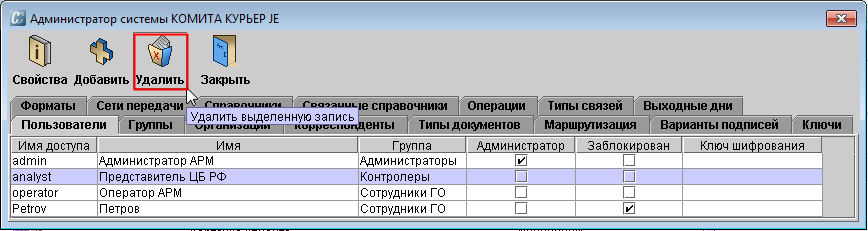 Администратор системы КОМИТА КУРЬЕР JE
Свойства Добавить Удалить Закрыть
Форматы Сети передачи Справочники Связанные справочники Операции Типы связей Выходные дни
Удалить выделенную запись
Пользователи Группы Организации Корреспонденты Типы документов Маршрутизация Варианты подписей Ключи
Имя доступа Имя Группа Администратор Заблокирован Ключ шифрования
admin Администратор АРМ Администраторы
analyst Представитель ЦБ РФ Контролеры
operator Оператор АРМ Сотрудники ГО
Petrov Петров Сотрудники ГО